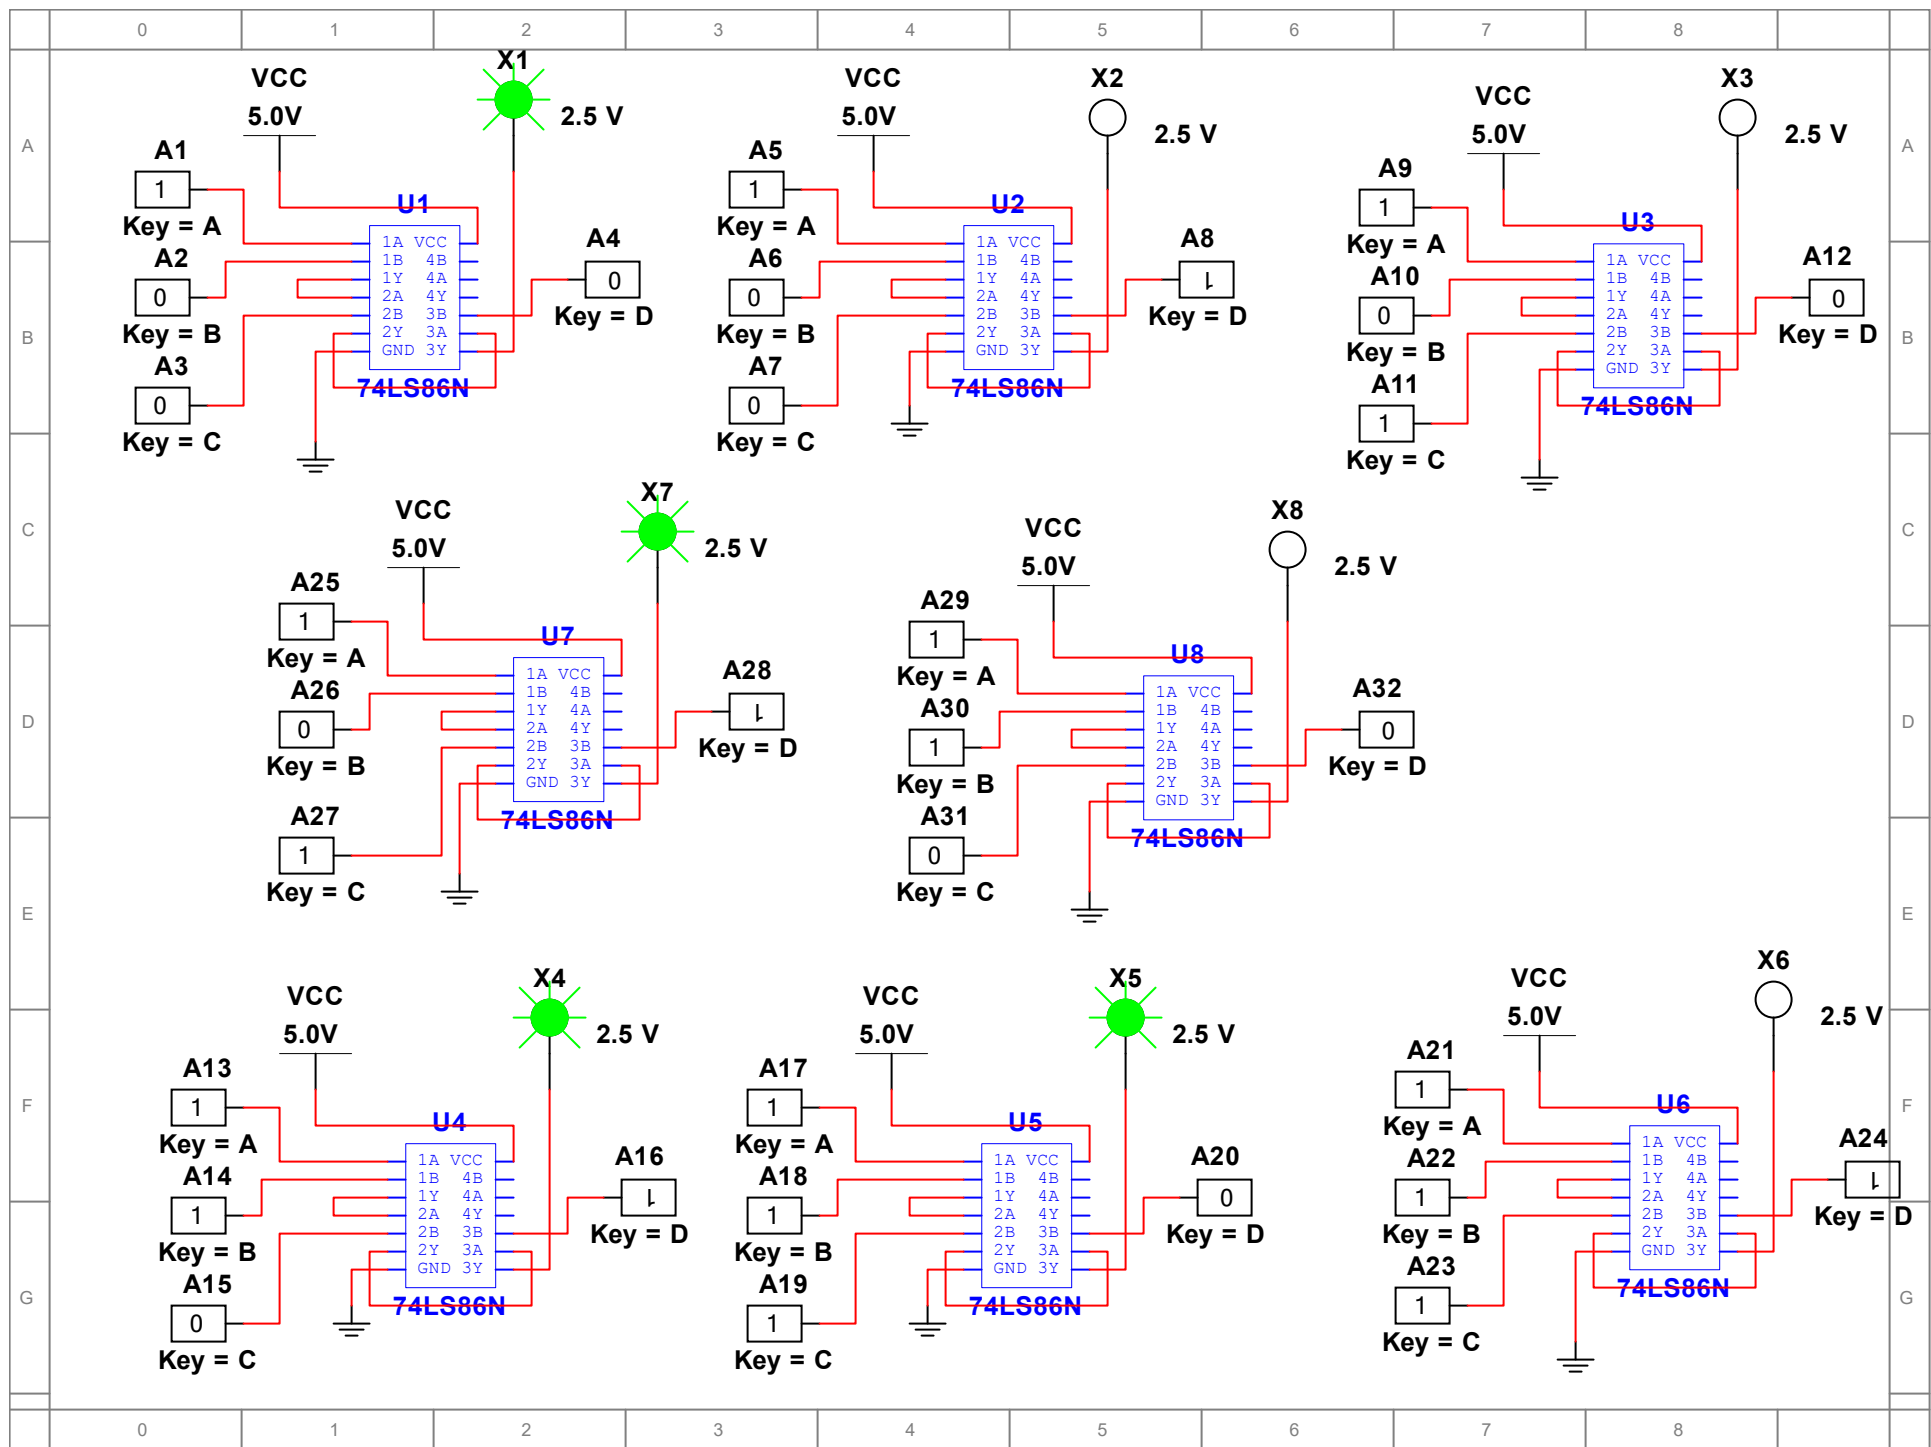 0 1 2 3 4 5 6 7 8
A A
B B
C C
D D
E E
F F
G G
X1
VCC
5.0V
2.5 V
A1
1
Key = A
A2
0
Key = B
A3
0
Key = C
U1
1A VCC
1B 4B
1Y 4A
2A 4Y
2B 3B
2Y 3A
GND 3Y
74LS86N
A4
0
Key = D
VCC
5.0V
X2
2.5 V
A5
1
Key = A
A6
0
Key = B
A7
0
Key = C
U2
1A VCC
1B 4B
1Y 4A
2A 4Y
2B 3B
2Y 3A
GND 3Y
74LS86N
A8
1
Key = D
VCC
5.0V
X3
2.5 V
A9
1
Key = A
A10
0
Key = B
A11
1
Key = C
U3
1A VCC
1B 4B
1Y 4A
2A 4Y
2B 3B
2Y 3A
GND 3Y
74LS86N
A12
0
Key = D
VCC
5.0V
X7
2.5 V
A25
1
Key = A
A26
0
Key = B
A27
1
Key = C
U7
1A VCC
1B 4B
1Y 4A
2A 4Y
2B 3B
2Y 3A
GND 3Y
74LS86N
A28
1
Key = D
VCC
5.0V
X8
2.5 V
A29
1
Key = A
A30
1
Key = B
A31
0
Key = C
U8
1A VCC
1B 4B
1Y 4A
2A 4Y
2B 3B
2Y 3A
GND 3Y
74LS86N
A32
0
Key = D
VCC
5.0V
X4
2.5 V
A13
1
Key = A
A14
1
Key = B
A15
0
Key = C
U4
1A VCC
1B 4B
1Y 4A
2A 4Y
2B 3B
2Y 3A
GND 3Y
74LS86N
A16
1
Key = D
VCC
5.0V
X5
2.5 V
A17
1
Key = A
A18
1
Key = B
A19
1
Key = C
U5
1A VCC
1B 4B
1Y 4A
2A 4Y
2B 3B
2Y 3A
GND 3Y
74LS86N
A20
0
Key = D
VCC
5.0V
X6
2.5 V
A21
1
Key = A
A22
1
Key = B
A23
1
Key = C
U6
1A VCC
1B 4B
1Y 4A
2A 4Y
2B 3B
2Y 3A
GND 3Y
74LS86N
A24
1
Key = D
0 1 2 3 4 5 6 7 8